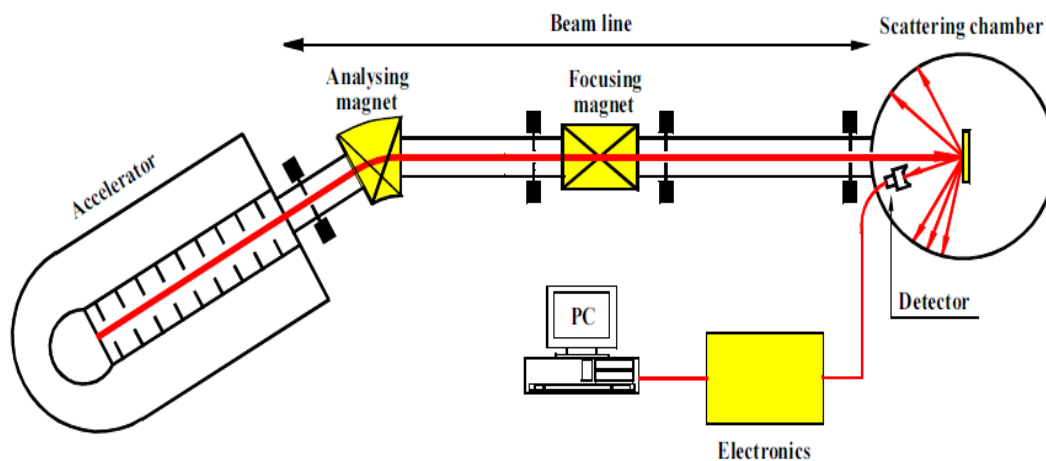 Beam line
Scattering chamber
Analysing
magnet
Focusing
magnet
Accelerator
Detector
PC
Electronics